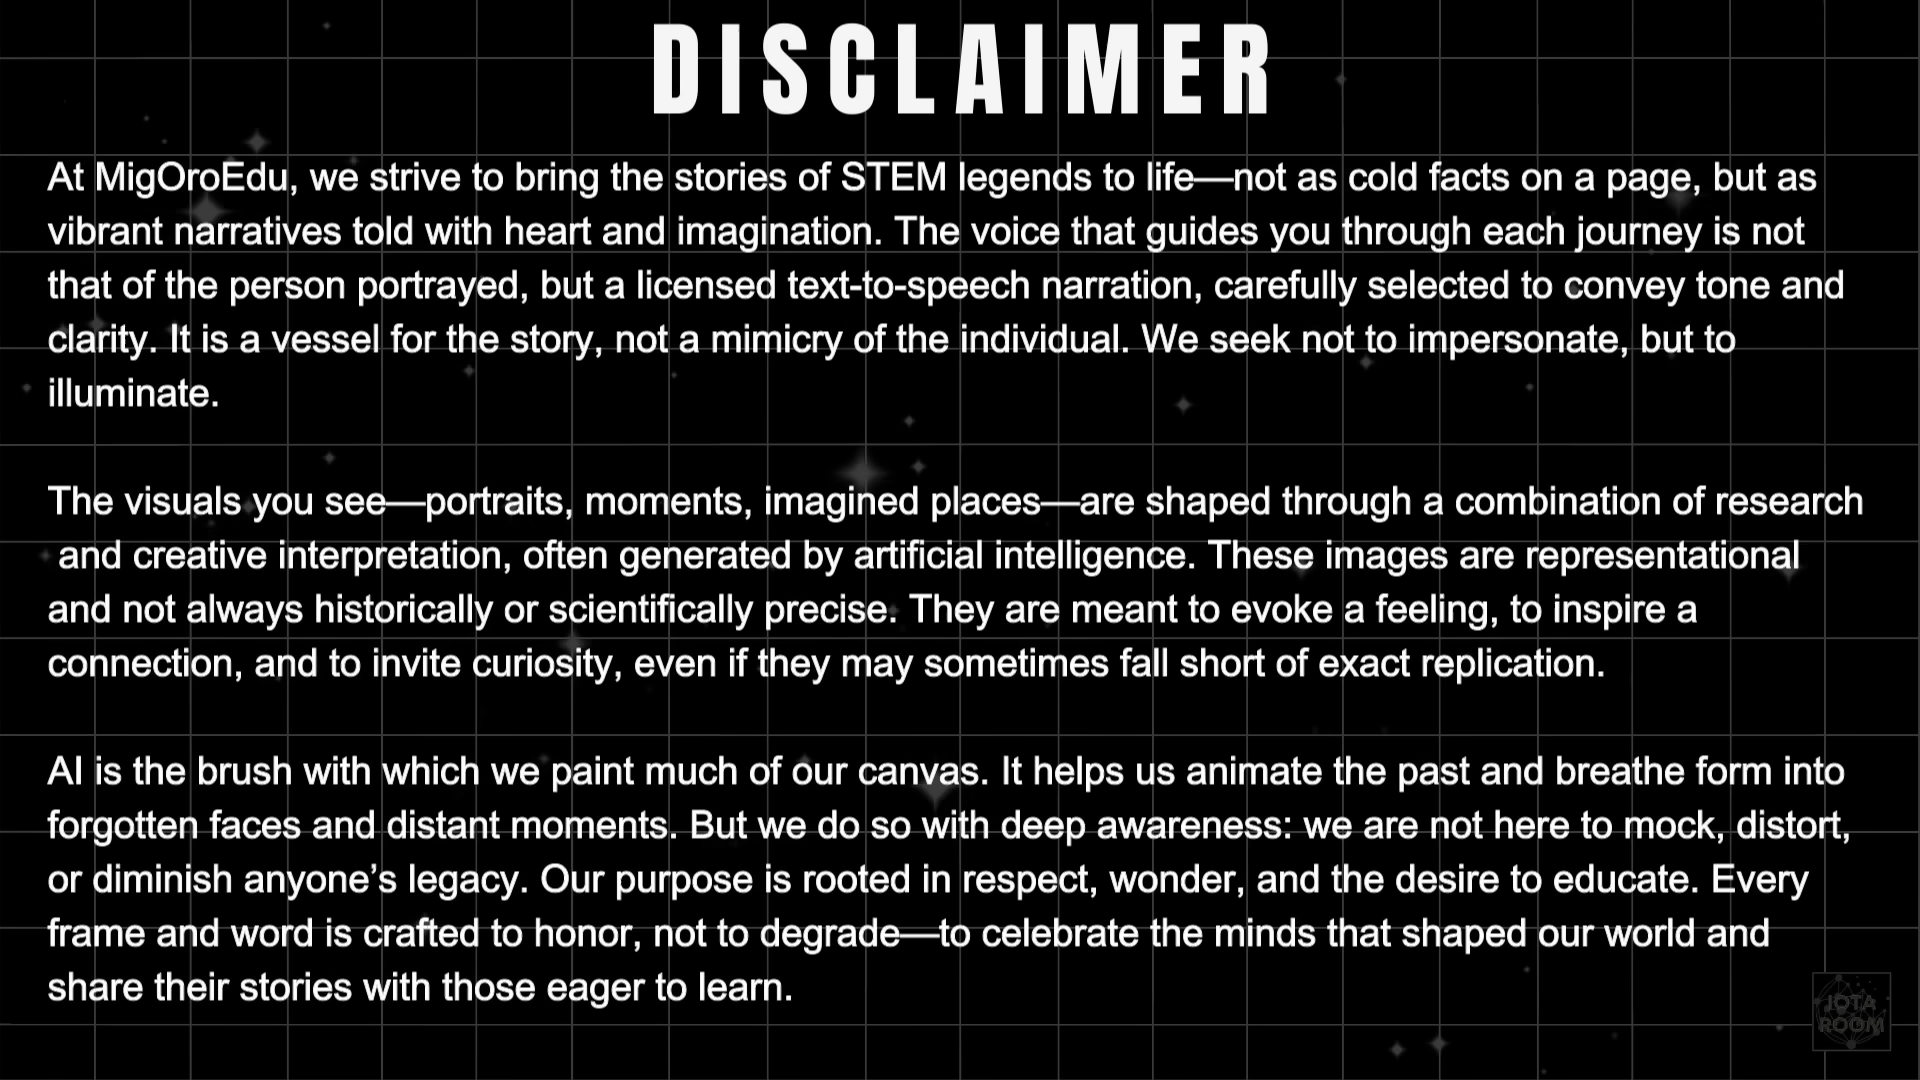 DISCLAIMER
At MigOroEdu, we strive to bring the stories of STEM legends to life—not as cold facts on a page, but as
vibrant narratives told with heart and imagination. The voice that guides you through each journey is not
that of the person portrayed, but a licensed text-to-speech narration, carefully selected to convey tone and
clarity. It is a vessel for the story, not a mimicry of the individual. We seek not to impersonate, but to
illuminate.
The visuals you see—portraits, moments, imagined places—are shaped through a combination of research
and creative interpretation, often generated by artificial intelligence. These images are representational
and not always historically or scientifically precise. They are meant to evoke a feeling, to inspire a
connection, and to invite curiosity, even if they may sometimes fall short of exact replication.
AI is the brush with which we paint much of our canvas. It helps us animate the past and breathe form into
forgotten faces and distant moments. But we do so with deep awareness: we are not here to mock, distort,
or diminish anyone’s legacy. Our purpose is rooted in respect, wonder, and the desire to educate. Every
frame and word is crafted to honor, not to degrade—to celebrate the minds that shaped our world and
share their stories with those eager to learn.
IOTA
ROOM